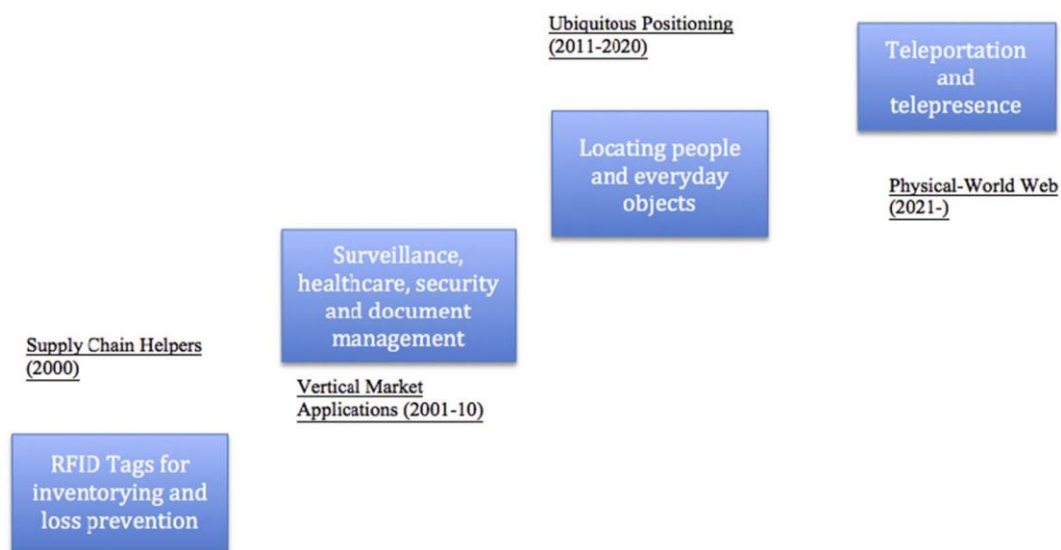 Supply Chain Helpers
(2000)
RFID Tags for
inventorying and
loss prevention
Surveillance,
healthcare, security
and document
management
Vertical Market
Applications (2001-10)
Ubiquitous Positioning
(2011-2020)
Locating people
and everyday
objects
Teleportation
and
telepresence
Physical-World Web
(2021-)